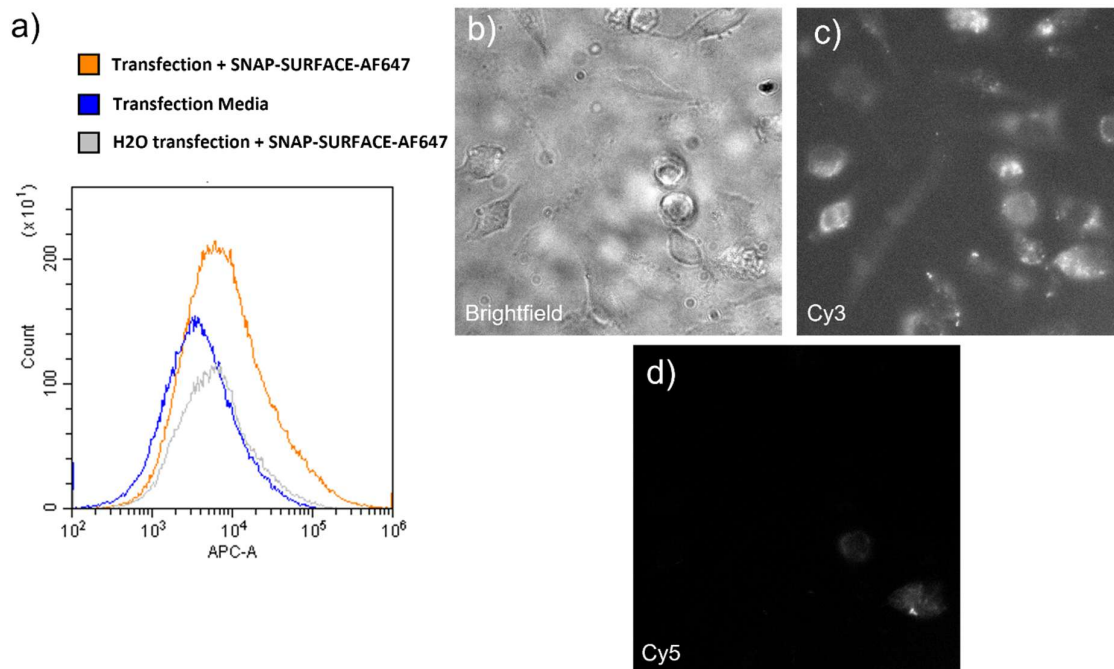 a)
Transfection + SNAP-SURFACE-AF647
Transfection Media
H2O transfection + SNAP-SURFACE-AF647
(x 10¹)
Count
200
100
0
10² 10³ 10⁴ 10⁵ 10⁶
APC-A
b)
Brightfield
c)
Cy3
d)
Cy5